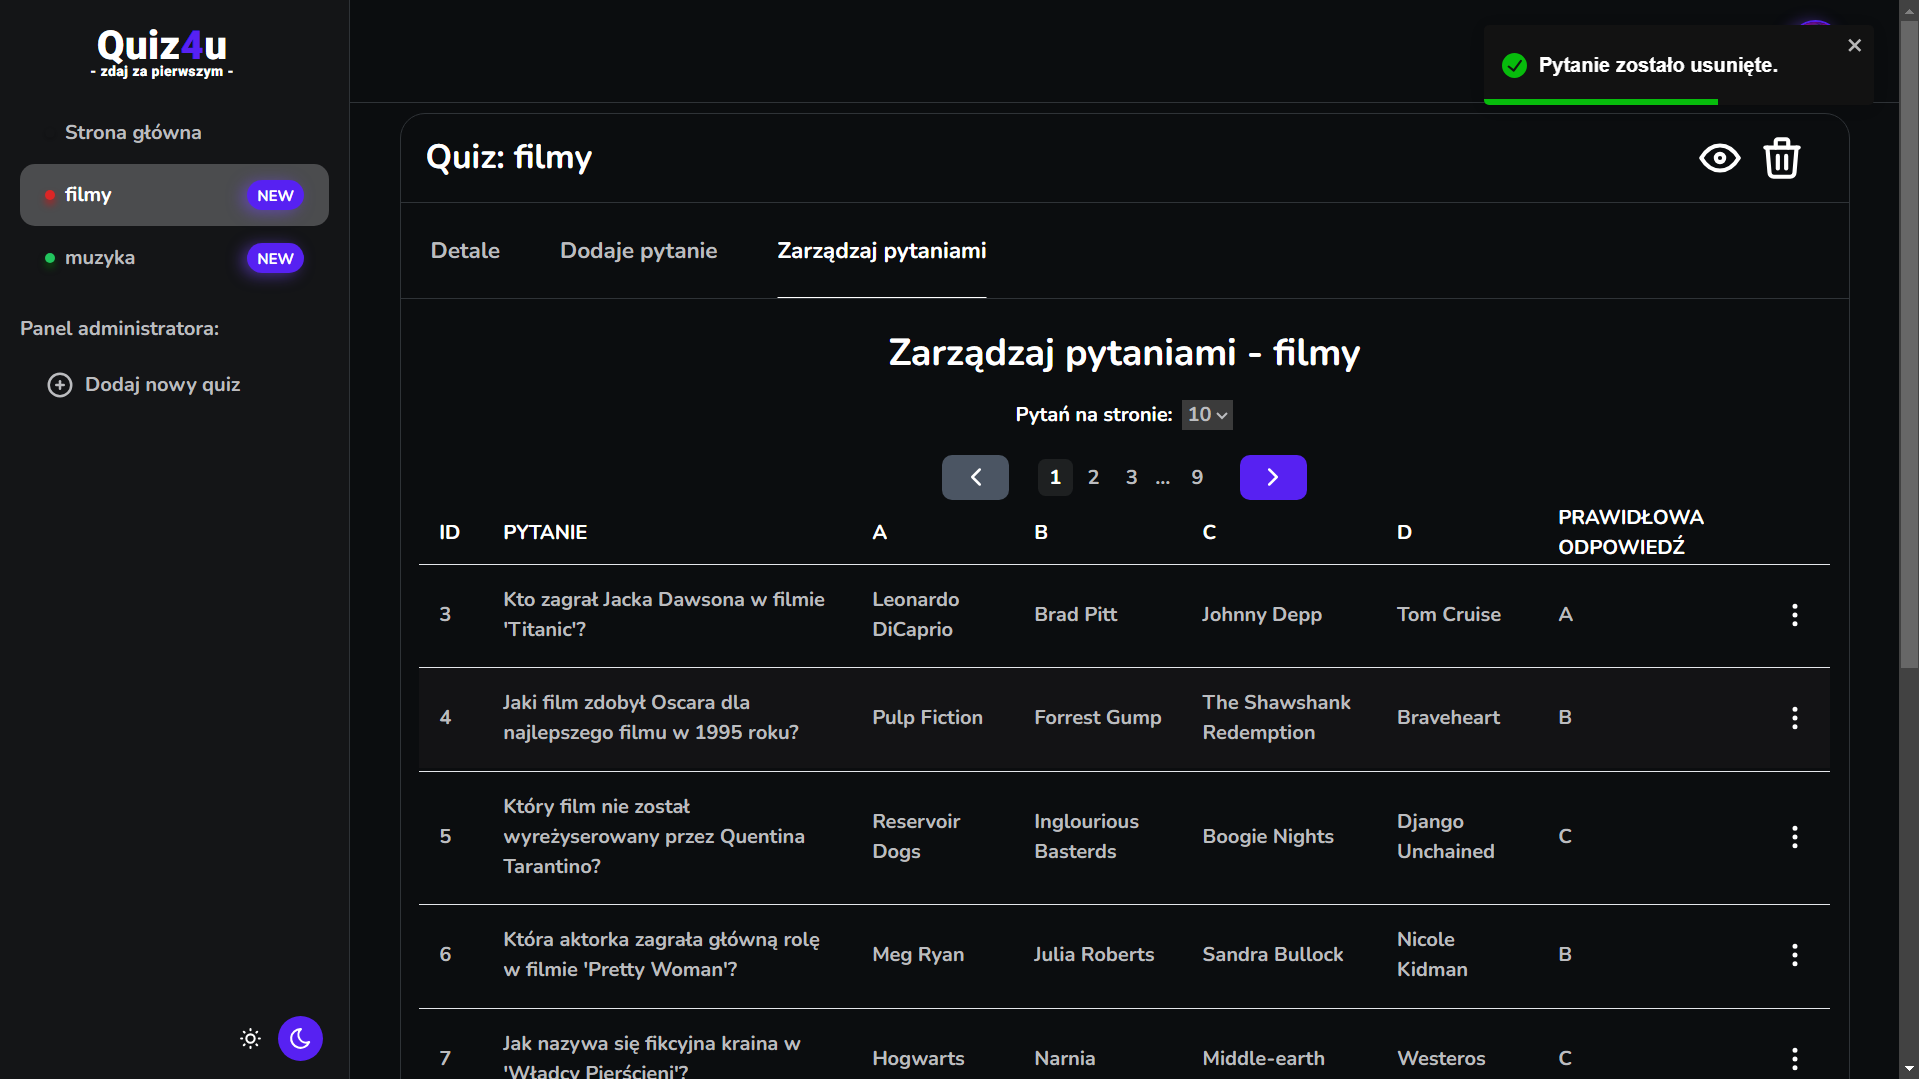 Quiz4u
- zdaj za pierwszym -
Strona główna
filmy NEW
muzyka NEW
Panel administratora:
Dodaj nowy quiz
Pytanie zostało usunięte.
Quiz: filmy
Detale Dodaje pytanie Zarządzaj pytaniami
Zarządzaj pytaniami - filmy
Pytań na stronie: 10
1 2 3 ... 9
ID PYTANIE A B C D PRAWIDŁOWA
ODPOWIEDŹ
3 Kto zagrał Jacka Dawsona w filmie
'Titanic'? Leonardo
DiCaprio Brad Pitt Johnny Depp Tom Cruise A
4 Jaki film zdobył Oscara dla
najlepszego filmu w 1995 roku? Pulp Fiction Forrest Gump The Shawshank
Redemption Braveheart B
5 Który film nie został
wyreżyserowany przez Quentina
Tarantino? Reservoir
Dogs Inglourious
Basterds Boogie Nights Django
Unchained C
6 Która aktorka zagrała główną rolę
w filmie 'Pretty Woman'? Meg Ryan Julia Roberts Sandra Bullock Nicole
Kidman B
7 Jak nazywa się fikcyjna kraina w
'Władcy Pierścieni'? Hogwarts Narnia Middle-earth Westeros C